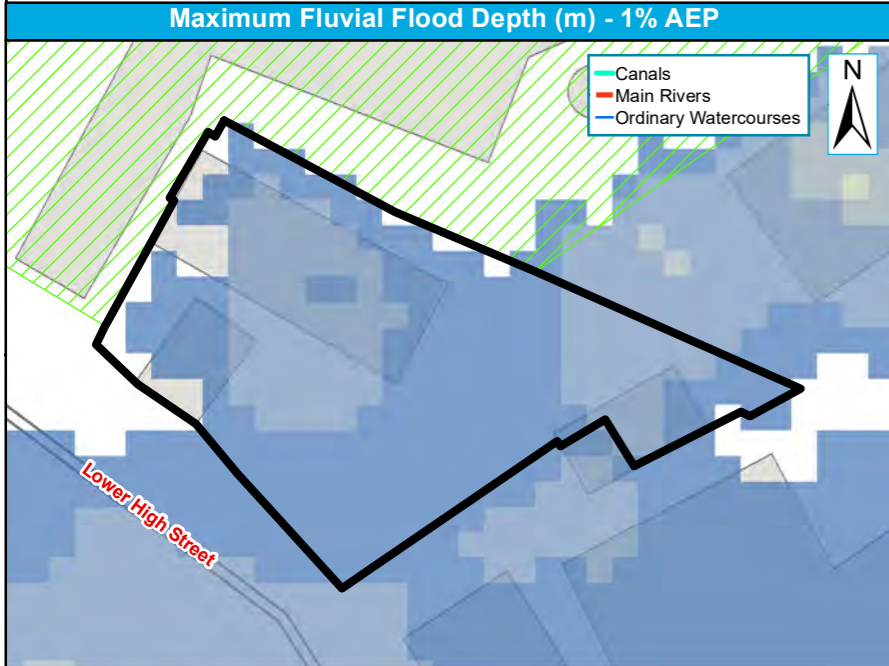 Maximum Fluvial Flood Depth (m) - 1% AEP
Canals
Main Rivers
Ordinary Watercourses
N
Lower High Street